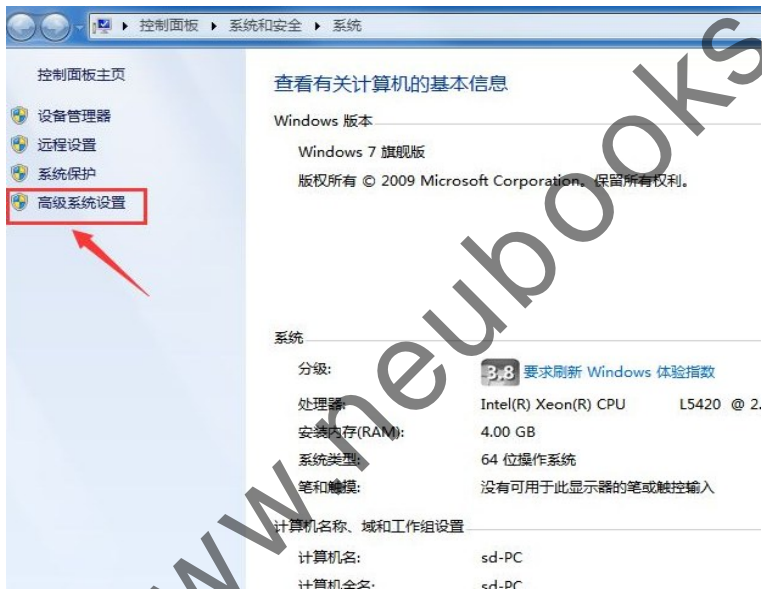 控制面板 ▸ 系统和安全 ▸ 系统
控制面板主页
设备管理器
远程设置
系统保护
高级系统设置
查看有关计算机的基本信息
Windows 版本
Windows 7 旗舰版
版权所有 © 2009 Microsoft Corporation。保留所有权利。
系统
分级: 3.8 要求刷新 Windows 体验指数
处理器: Intel(R) Xeon(R) CPU L5420 @ 2.
安装内存(RAM): 4.00 GB
系统类型: 64 位操作系统
笔和触摸: 没有可用于此显示器的笔或触控输入
计算机名称、域和工作组设置
计算机名: sd-PC
计算机全名: sd-PC
www.neubooks